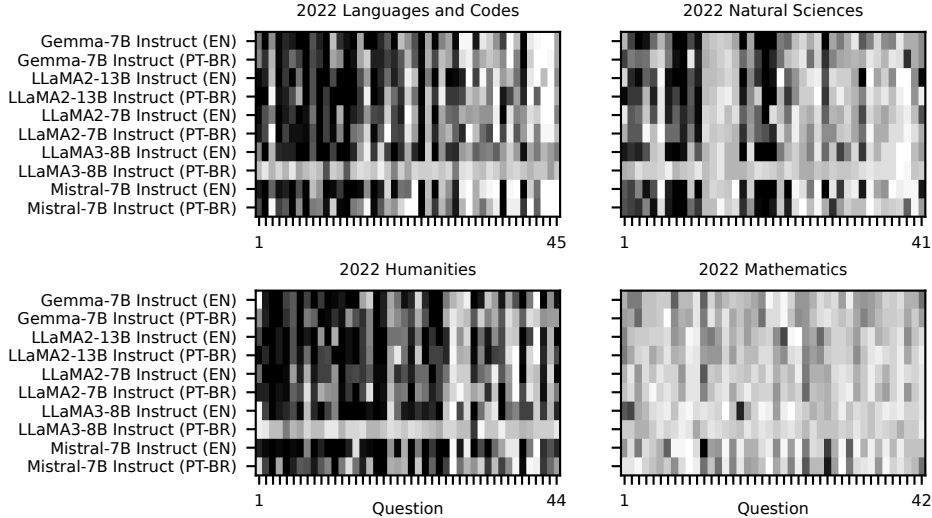 2022 Languages and Codes
2022 Natural Sciences
Gemma-7B Instruct (EN)
Gemma-7B Instruct (PT-BR)
LLaMA2-13B Instruct (EN)
LLaMA2-13B Instruct (PT-BR)
LLaMA2-7B Instruct (EN)
LLaMA2-7B Instruct (PT-BR)
LLaMA3-8B Instruct (EN)
LLaMA3-8B Instruct (PT-BR)
Mistral-7B Instruct (EN)
Mistral-7B Instruct (PT-BR)
1 45
1 41
2022 Humanities
2022 Mathematics
Gemma-7B Instruct (EN)
Gemma-7B Instruct (PT-BR)
LLaMA2-13B Instruct (EN)
LLaMA2-13B Instruct (PT-BR)
LLaMA2-7B Instruct (EN)
LLaMA2-7B Instruct (PT-BR)
LLaMA3-8B Instruct (EN)
LLaMA3-8B Instruct (PT-BR)
Mistral-7B Instruct (EN)
Mistral-7B Instruct (PT-BR)
1 44
1 42
Question
Question